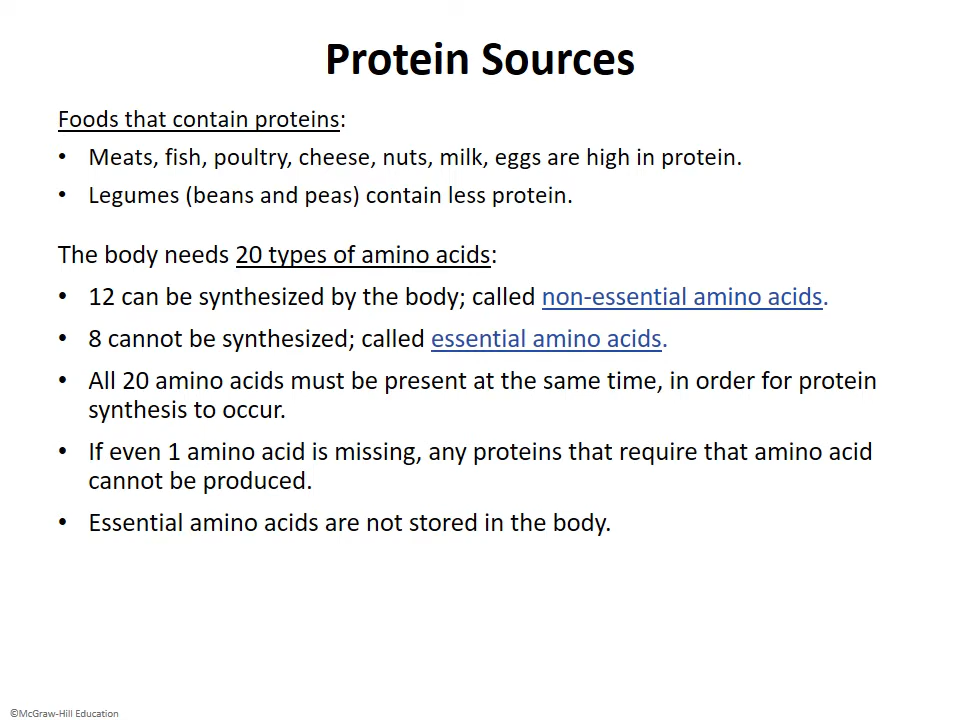 Protein Sources
Foods that contain proteins:
• Meats, fish, poultry, cheese, nuts, milk, eggs are high in protein.
• Legumes (beans and peas) contain less protein.
The body needs 20 types of amino acids:
• 12 can be synthesized by the body; called non-essential amino acids.
• 8 cannot be synthesized; called essential amino acids.
• All 20 amino acids must be present at the same time, in order for protein
synthesis to occur.
• If even 1 amino acid is missing, any proteins that require that amino acid
cannot be produced.
• Essential amino acids are not stored in the body.
©McGraw-Hill Education